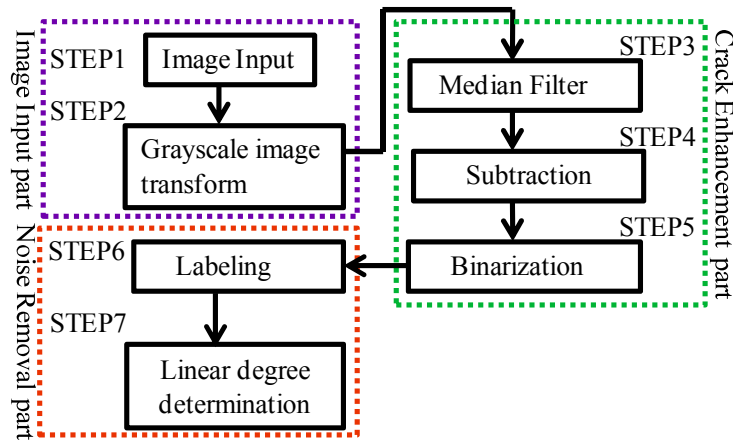 Image Input part
STEP1
Image Input
STEP2
Grayscale image
transform
Crack Enhancement part
STEP3
Median Filter
STEP4
Subtraction
STEP5
Binarization
Noise Removal part
STEP6
Labeling
STEP7
Linear degree
determination